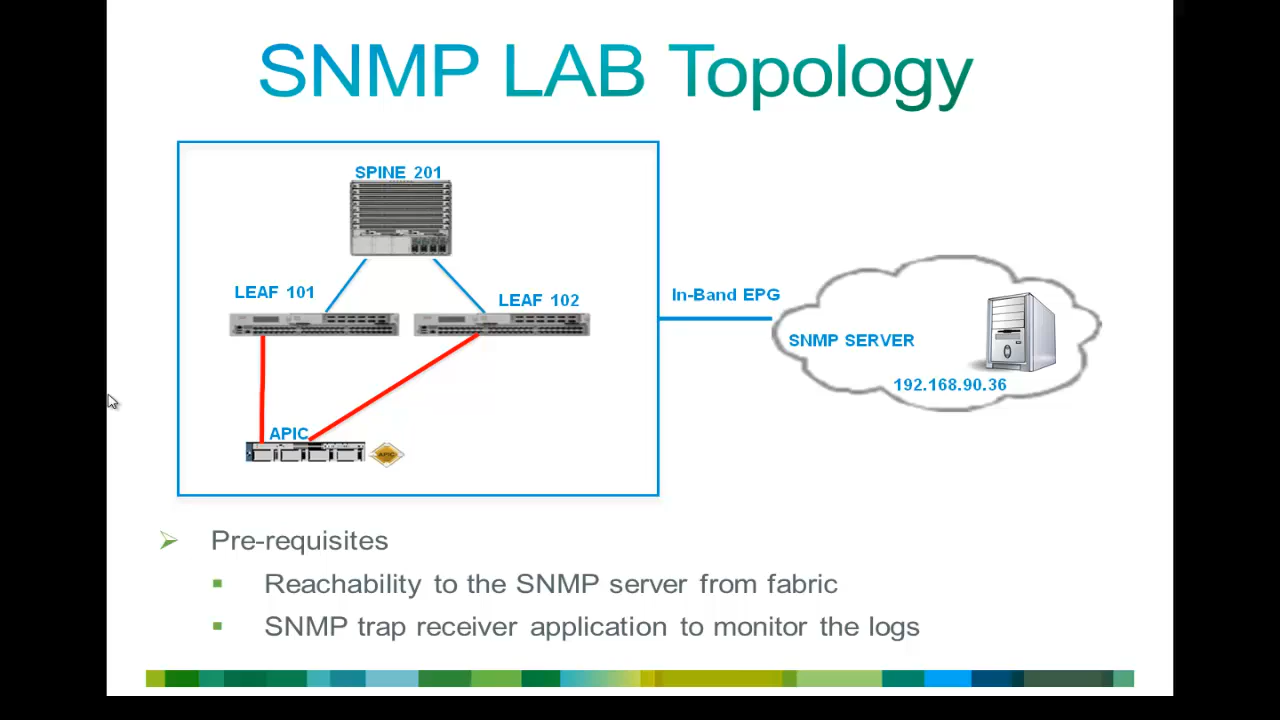 SNMP LAB Topology
SPINE 201
LEAF 101
LEAF 102
In-Band EPG
SNMP SERVER
192.168.90.36
APIC
APIC
Pre-requisites
Reachability to the SNMP server from fabric
SNMP trap receiver application to monitor the logs